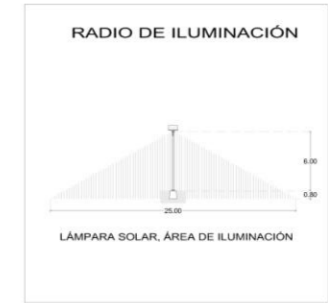 RADIO DE ILUMINACIÓN
6.00
0.80
25.00
LÁMPARA SOLAR, ÁREA DE ILUMINACIÓN